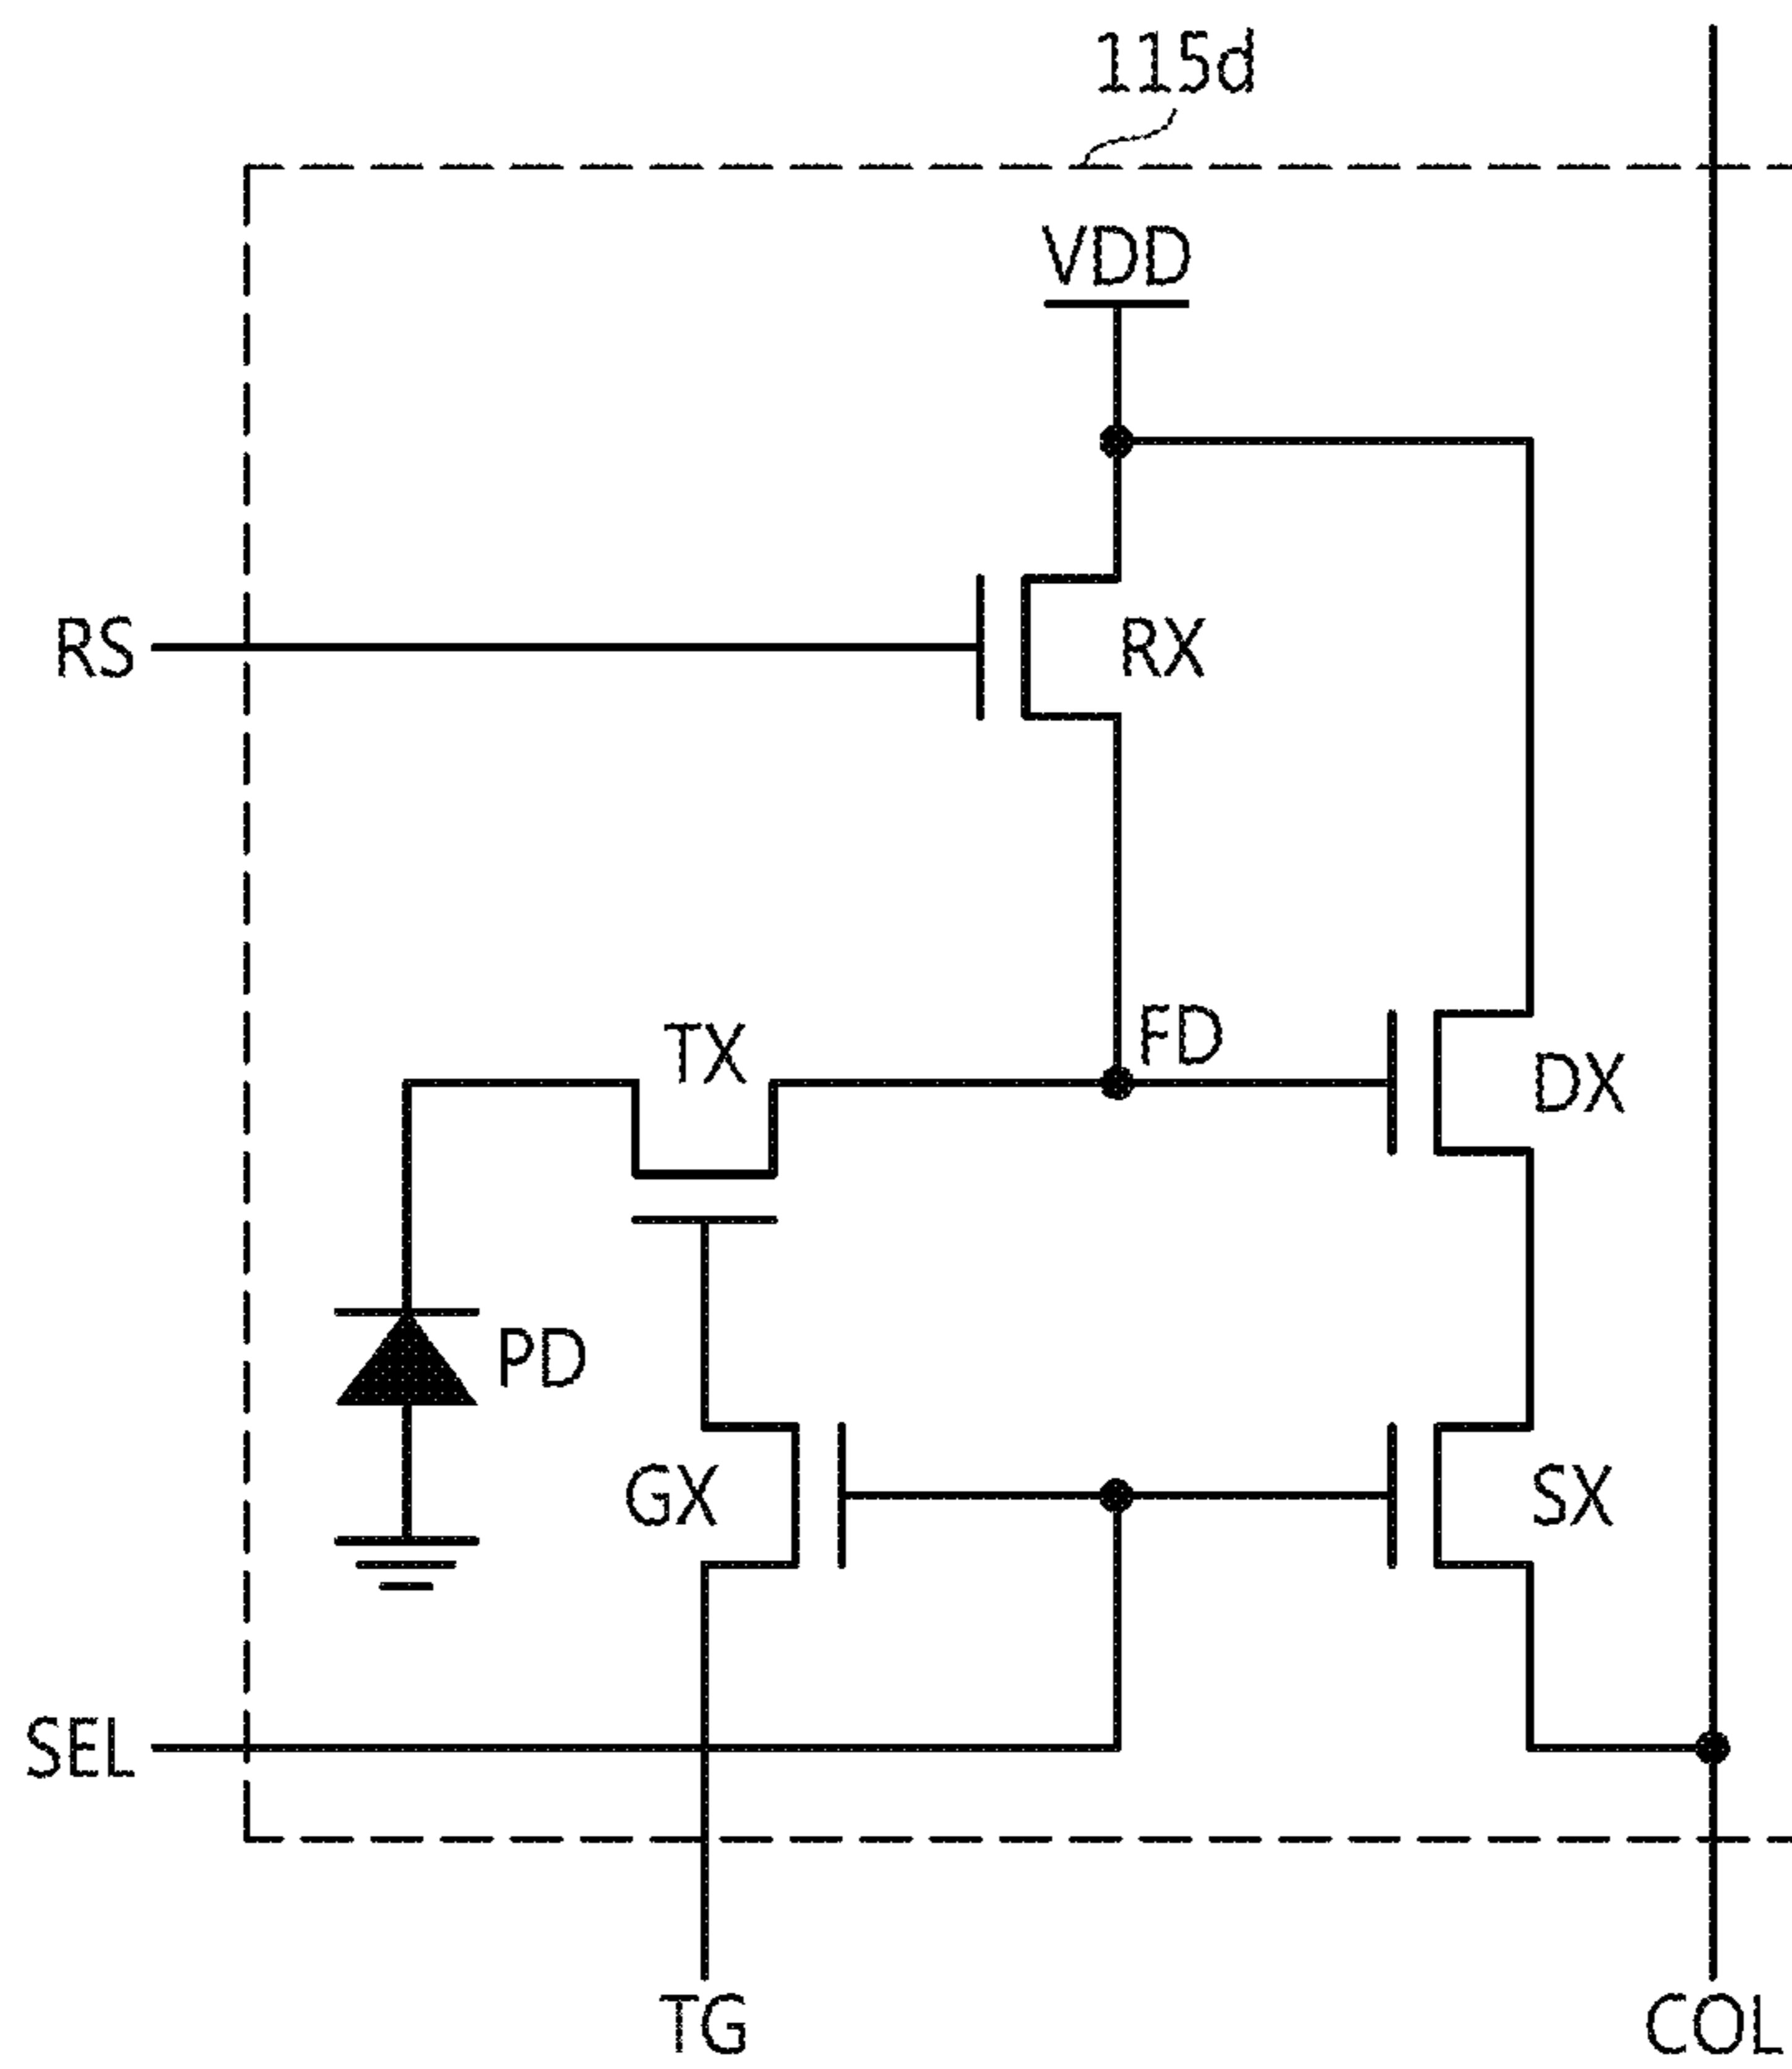 115d
VDD
RS
RX
TX
FD
DX
PD
GX
SX
SEL
TG
COL